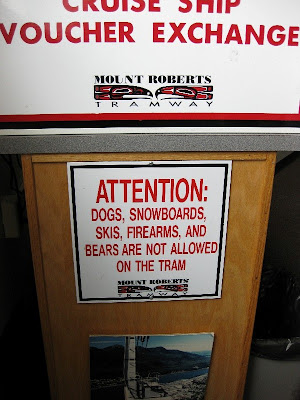 CRUISE SHIP
VOUCHER EXCHANGE
MOUNT ROBERTS
TRAMWAY
ATTENTION:
DOGS, SNOWBOARDS,
SKIS, FIREARMS, AND
BEARS ARE NOT ALLOWED
ON THE TRAM
MOUNT ROBERTS
TRAMWAY